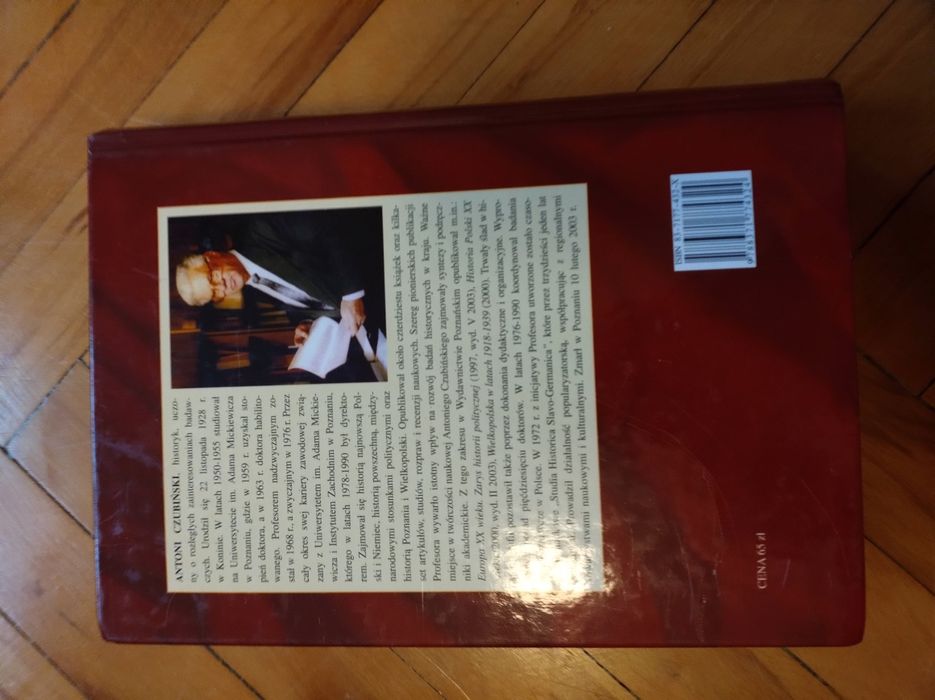 ANTONI CZUBIŃSKI, historyk, uczo-
ny o rozległych zainteresowaniach badaw-
czych. Urodził się 22 listopada 1928 r.
w Koninie. W latach 1950-1955 studiował
na Uniwersytecie im. Adama Mickiewicza
w Poznaniu, gdzie w 1959 r. uzyskał sto-
pień doktora, a w 1963 r. doktora habilito-
wanego. Profesorem nadzwyczajnym zo-
stał w 1968 r., a zwyczajnym w 1976 r. Przez
cały okres swej kariery zawodowej zwią-
zany z Uniwersytetem im. Adama Mickie-
wicza i Instytutem Zachodnim w Poznaniu,
którego w latach 1978-1990 był dyrekto-
rem. Zajmował się historią najnowszą Pol-
ski i Niemiec, historią powszechną, między-
narodowymi stosunkami politycznymi oraz
historią Poznania i Wielkopolski. Opublikował około czterdziestu książek oraz kilka-
set artykułów, studiów, rozpraw i recenzji naukowych. Szereg pionierskich publikacji
Profesora wywarło istotny wpływ na rozwój badań historycznych w kraju. Ważne
miejsce w twórczości naukowej Antoniego Czubińskiego zajmowały syntezy i podręcz-
niki akademickie. Z tego zakresu w Wydawnictwie Poznańskim opublikował m.in.:
Europa XX wieku. Zarys historii politycznej (1997, wyd. V 2003), Historia Polski XX
2000, wyd. II 2003), Wielkopolska w latach 1918-1939 (2000). Trwały ślad w hi-
pozostawił także poprzez dokonania dydaktyczne i organizacyjne. Wypro-
pięćdziesięciu doktorów. W latach 1976-1990 koordynował badania
w Polsce. W 1972 r. z inicjatywy Profesora utworzone zostało czaso-
„Studia Historica Slavo-Germanica”, które przez trzydzieści jeden lat
Prowadził działalność popularyzatorską, współpracując z regionalnymi
naukowymi i kulturalnymi. Zmarł w Poznaniu 10 lutego 2003 r.
ISBN 83-7177-432-X
9 788371 774324
CENA 65 zł